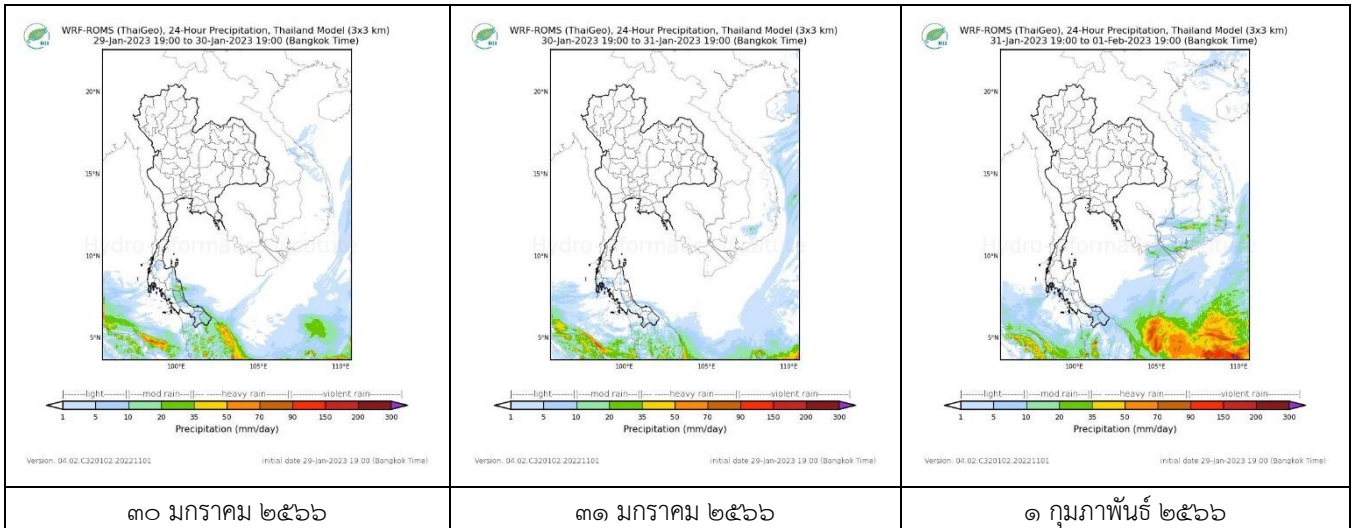 WRF-ROMS (ThaiGeo), 24-Hour Precipitation, Thailand Model (3x3 km)
29-Jan-2023 19:00 to 30-Jan-2023 19:00 (Bangkok Time)
HII
20°N
15°N
10°N
5°N
100°E 105°E 110°E
|-------light------||---mod rain---||--- -------heavy rain- ------||-------violent rain- ---------|
1 5 10 20 35 50 70 90 150 200 300
Precipitation (mm/day)
Version: 04.02.C320102.20221101 initial date 29-Jan-2023 19:00 (Bangkok Time)
๓๐ มกราคม ๒๕๖๖
WRF-ROMS (ThaiGeo), 24-Hour Precipitation, Thailand Model (3x3 km)
30-Jan-2023 19:00 to 31-Jan-2023 19:00 (Bangkok Time)
HII
20°N
15°N
10°N
5°N
100°E 105°E 110°E
|-------light------||---mod rain---||--- -------heavy rain- ------||-------violent rain- ---------|
1 5 10 20 35 50 70 90 150 200 300
Precipitation (mm/day)
Version: 04.02.C320102.20221101 initial date 29-Jan-2023 19:00 (Bangkok Time)
๓๑ มกราคม ๒๕๖๖
WRF-ROMS (ThaiGeo), 24-Hour Precipitation, Thailand Model (3x3 km)
31-Jan-2023 19:00 to 01-Feb-2023 19:00 (Bangkok Time)
HII
20°N
15°N
10°N
5°N
100°E 105°E 110°E
|-------light------||---mod rain---||--- -------heavy rain- ------||-------violent rain- ---------|
1 5 10 20 35 50 70 90 150 200 300
Precipitation (mm/day)
Version: 04.02.C320102.20221101 initial date 29-Jan-2023 19:00 (Bangkok Time)
๑ กุมภาพันธ์ ๒๕๖๖